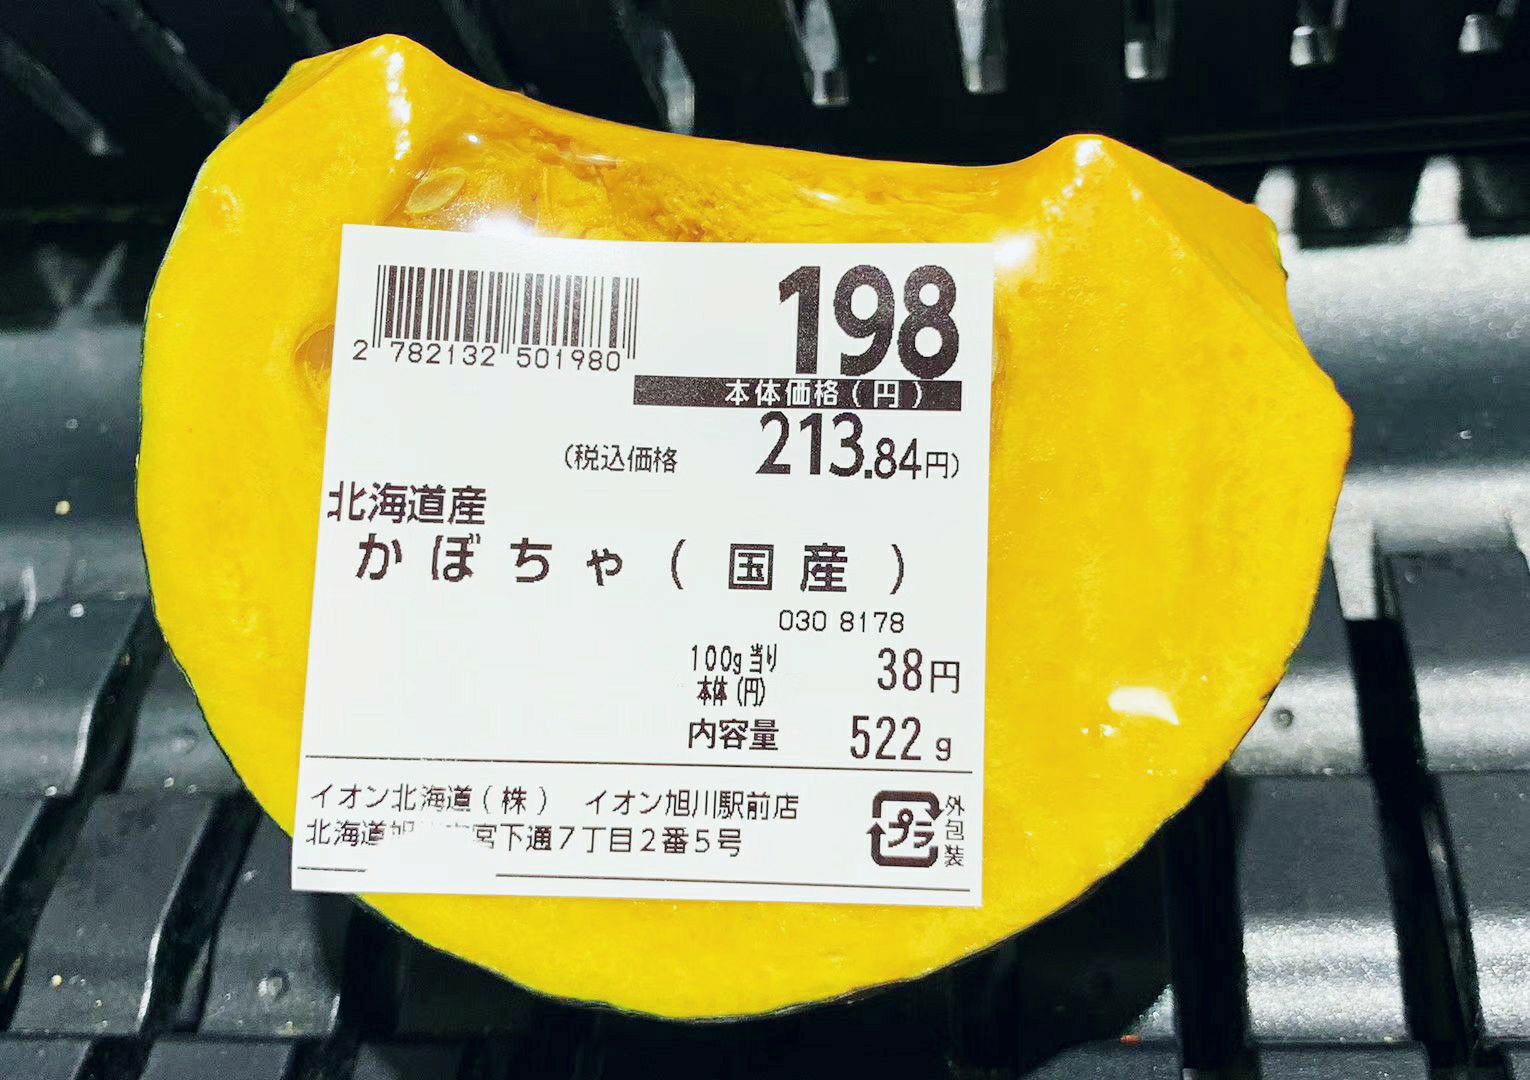 2 782132 501980
198
本体価格(円)
(税込価格 213.84円)
北海道産
かぼちゃ(国産)
030 8178
100g当り 38円
本体(円)
内容量 522g
イオン北海道(株) イオン旭川駅前店
北海道 宮下通7丁目2番5号
プラ
外包装